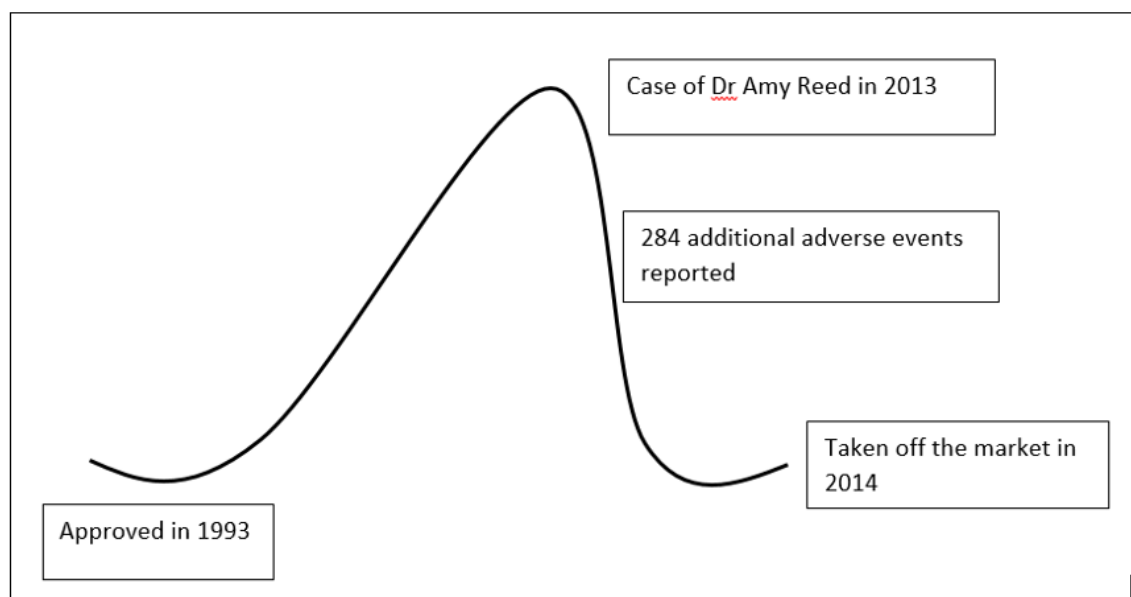 Case of Dr Amy Reed in 2013
284 additional adverse events
reported
Taken off the market in
2014
Approved in 1993